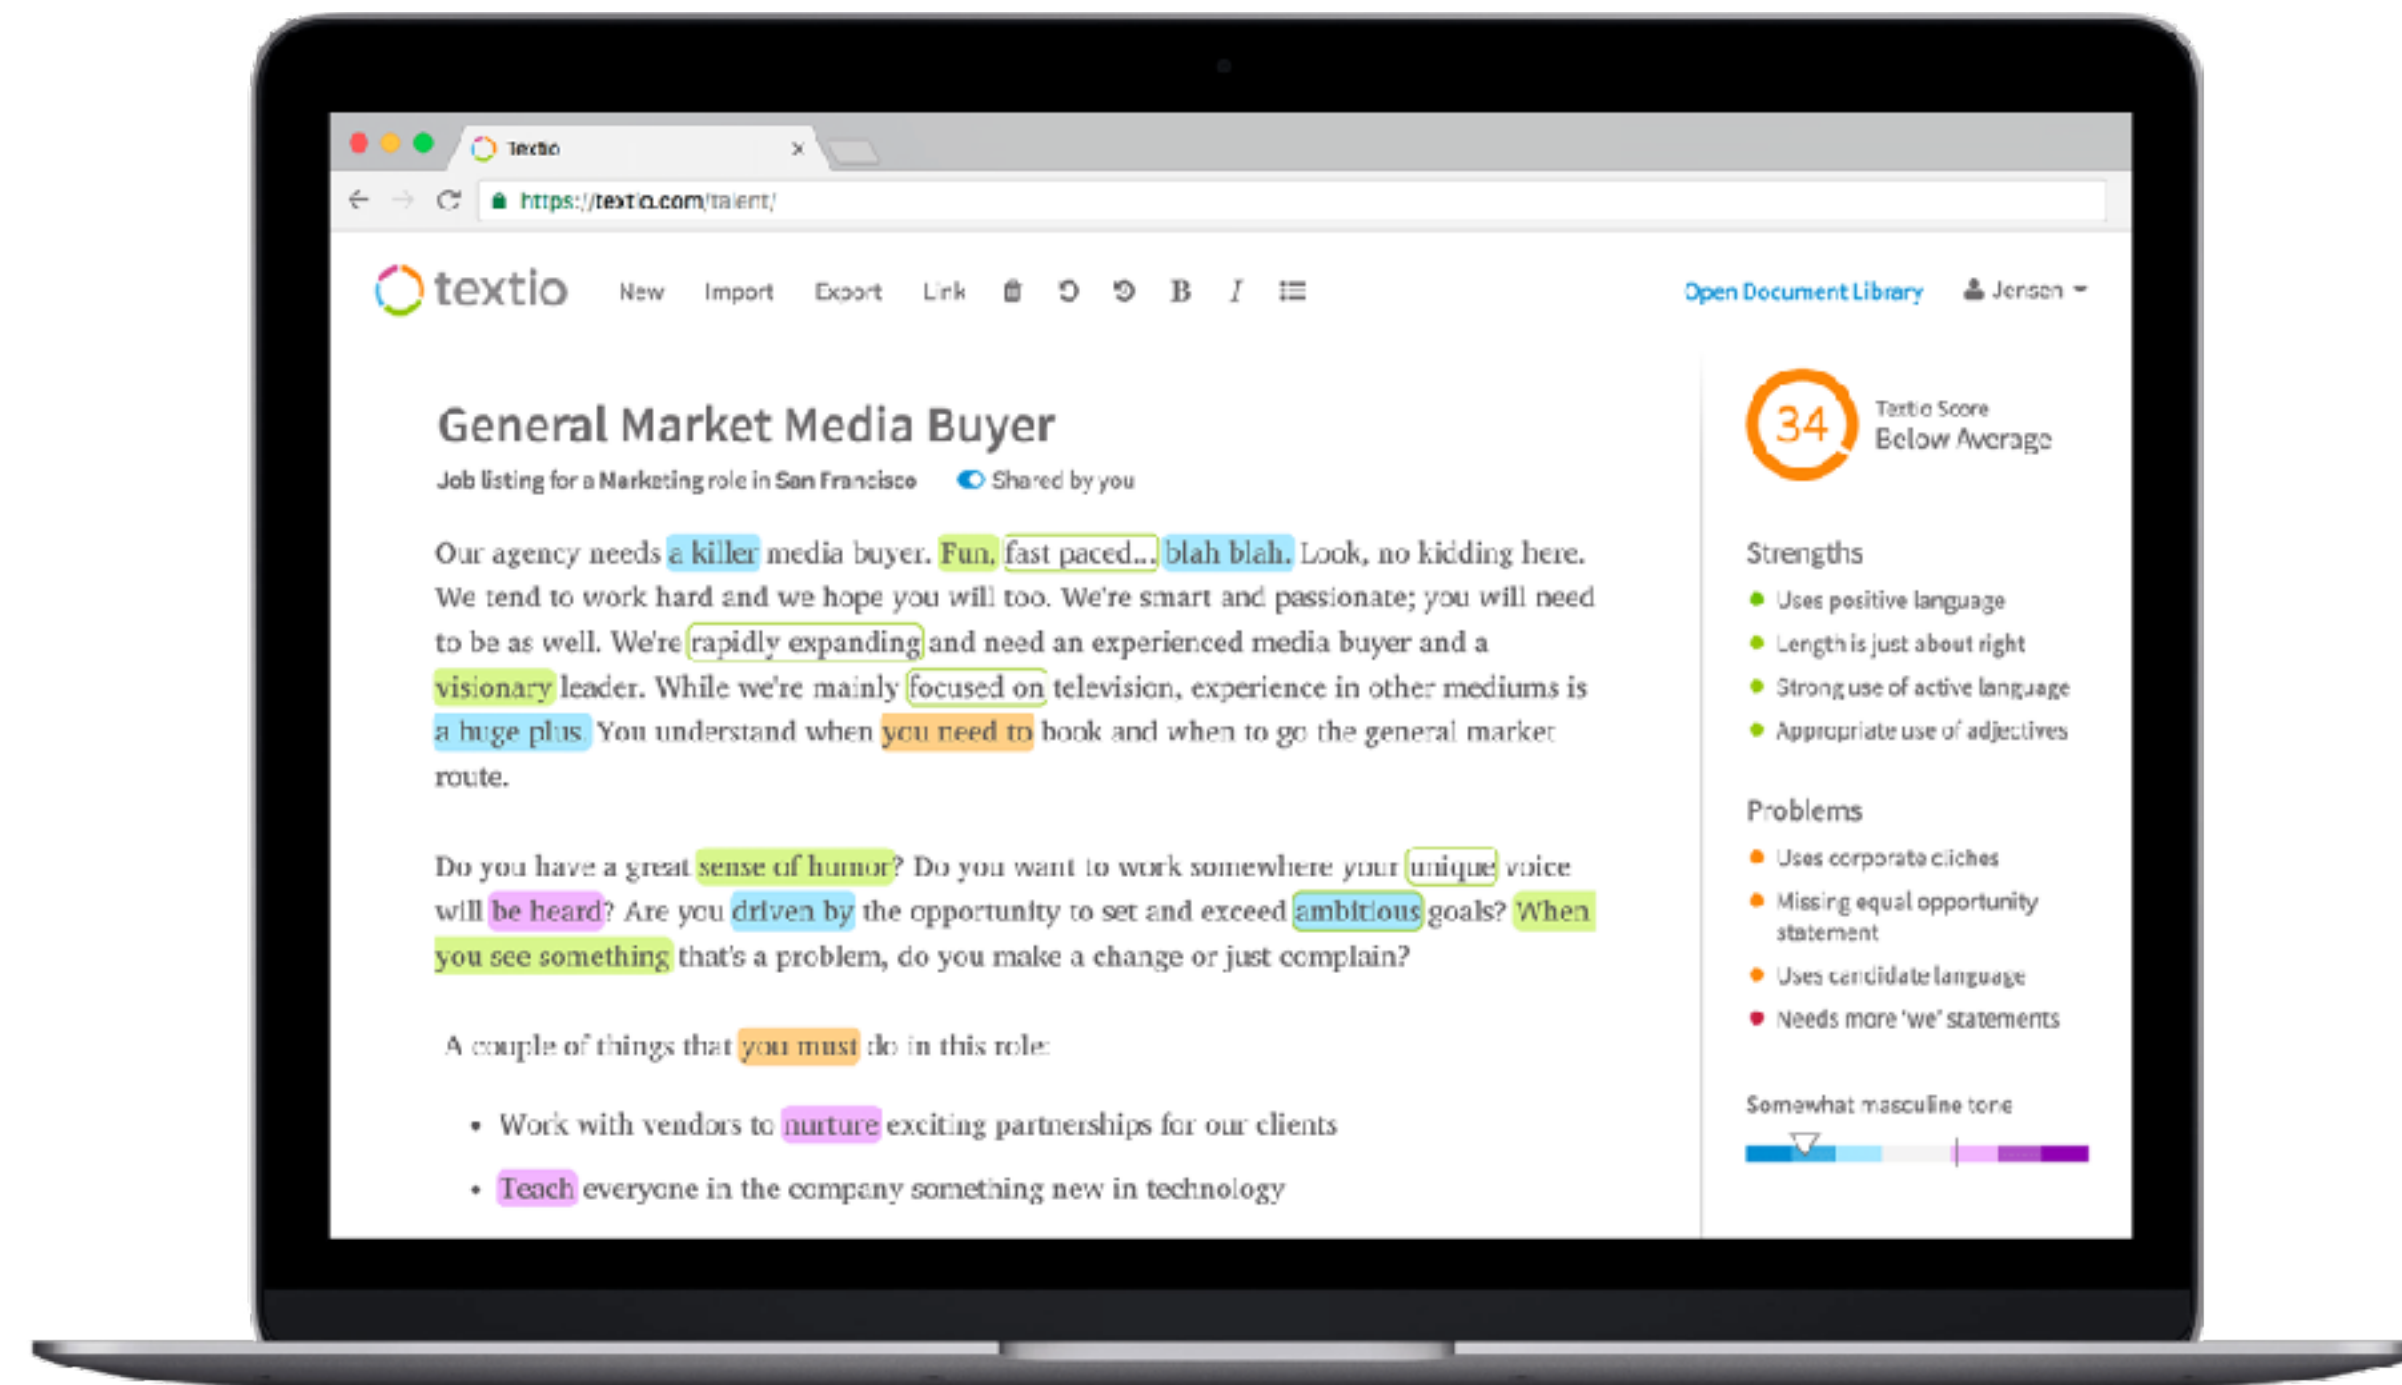 Textio
https://textio.com/talent/
textio New Import Export Link B I Open Document Library Jensen
General Market Media Buyer
Job listing for a Marketing role in San Francisco Shared by you
Our agency needs a killer media buyer. Fun, fast paced... blah blah. Look, no kidding here.
We tend to work hard and we hope you will too. We're smart and passionate; you will need
to be as well. We're rapidly expanding and need an experienced media buyer and a
visionary leader. While we're mainly focused on television, experience in other mediums is
a huge plus. You understand when you need to book and when to go the general market
route.
Do you have a great sense of humor? Do you want to work somewhere your unique voice
will be heard? Are you driven by the opportunity to set and exceed ambitious goals? When
you see something that's a problem, do you make a change or just complain?
A couple of things that you must do in this role:
• Work with vendors to nurture exciting partnerships for our clients
• Teach everyone in the company something new in technology
34
Textio Score
Below Average
Strengths
Uses positive language
Length is just about right
Strong use of active language
Appropriate use of adjectives
Problems
Uses corporate cliches
Missing equal opportunity
statement
Uses candidate language
Needs more 'we' statements
Somewhat masculine tone